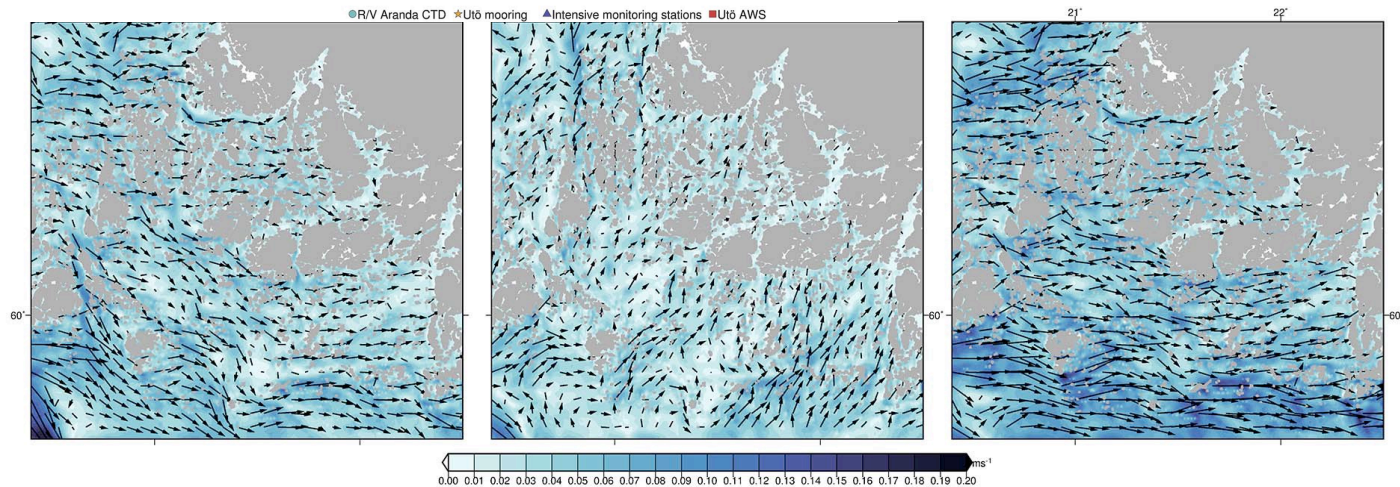 R/V Aranda CTD Utö mooring Intensive monitoring stations Utö AWS
21° 22°
60° 60° 60
0.00 0.01 0.02 0.03 0.04 0.05 0.06 0.07 0.08 0.09 0.10 0.11 0.12 0.13 0.14 0.15 0.16 0.17 0.18 0.19 0.20
ms⁻¹